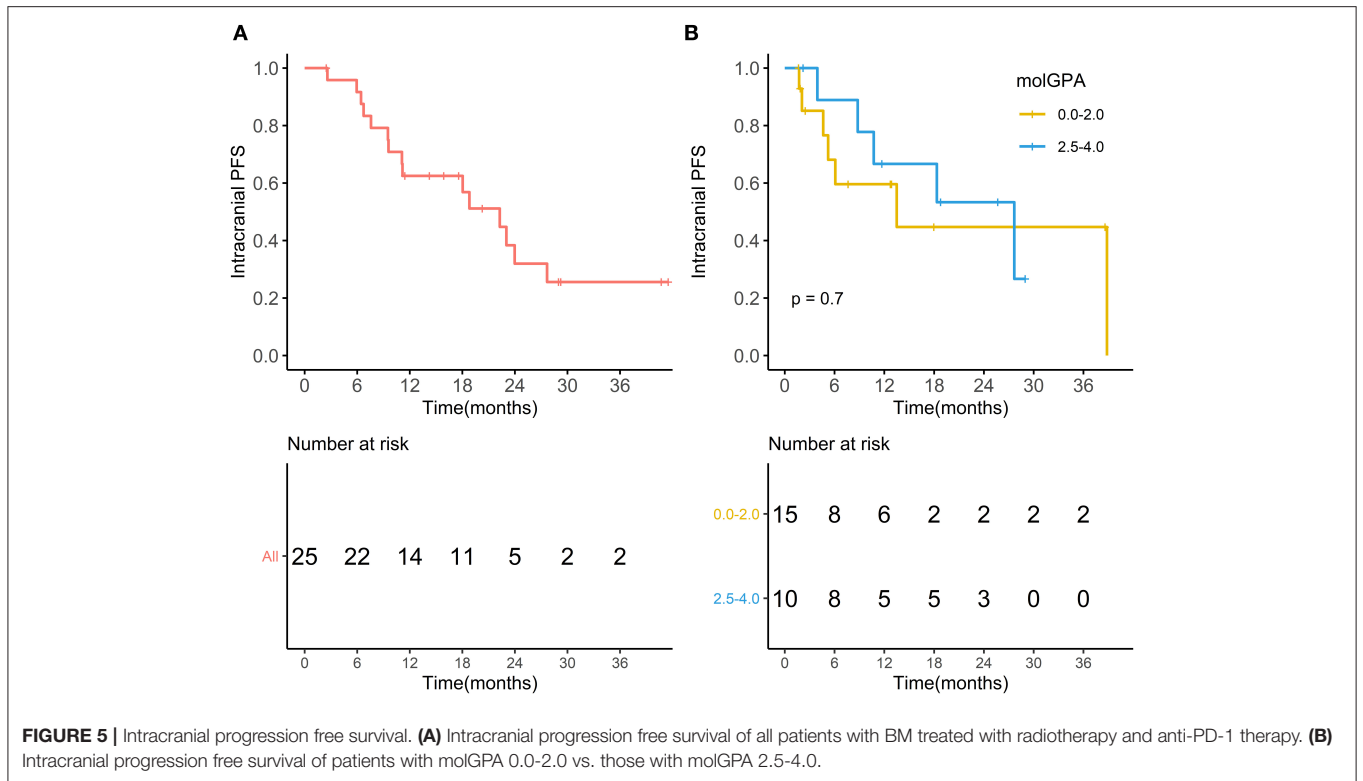 A
1.0
0.8
0.6
0.4
0.2
0.0
Intracranial PFS
0 6 12 18 24 30 36
Time(months)
Number at risk
All
25 22 14 11 5 2 2
0 6 12 18 24 30 36
Time(months)
B
1.0
0.8
0.6
0.4
0.2
0.0
Intracranial PFS
molGPA
0.0-2.0
2.5-4.0
p = 0.7
0 6 12 18 24 30 36
Time(months)
Number at risk
0.0-2.0 15 8 6 2 2 2 2
2.5-4.0 10 8 5 5 3 0 0
0 6 12 18 24 30 36
Time(months)
FIGURE 5 | Intracranial progression free survival. (A) Intracranial progression free survival of all patients with BM treated with radiotherapy and anti-PD-1 therapy. (B)
Intracranial progression free survival of patients with molGPA 0.0-2.0 vs. those with molGPA 2.5-4.0.